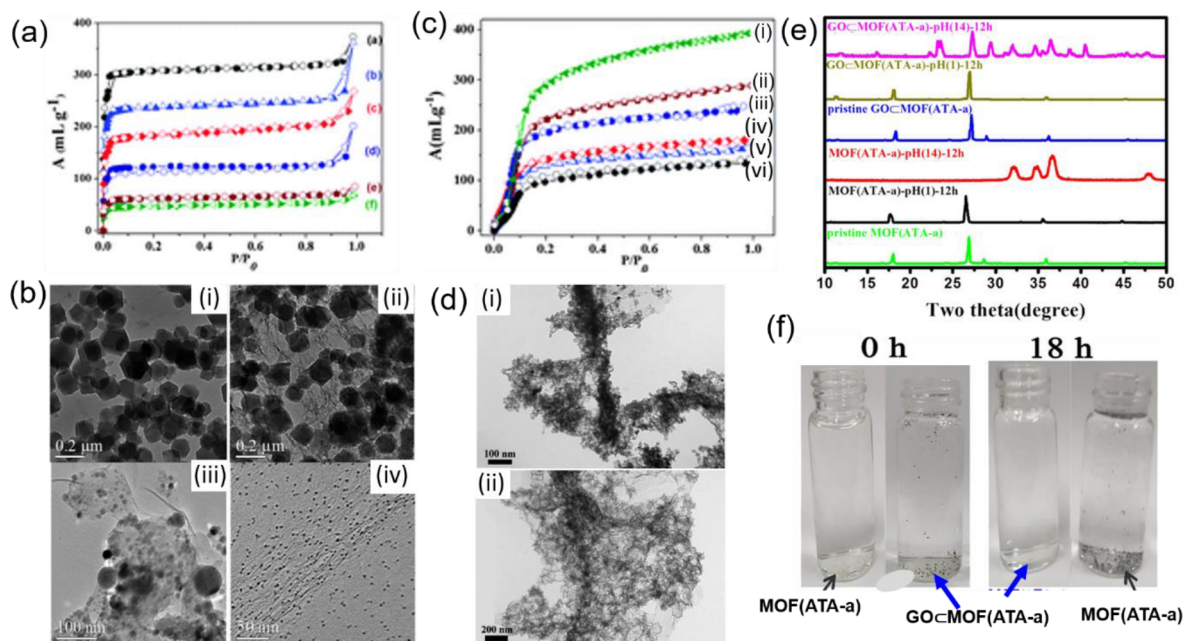 (a)
A (mL g⁻¹)
400
300
200
100
0
0.0 0.2 0.4 0.6 0.8 1.0
P/P₀
(a)
(b)
(c)
(d)
(e)
(f)
(c)
A(mL g⁻¹)
400
300
200
100
0
0.0 0.2 0.4 0.6 0.8 1.0
P/P₀
(i)
(ii)
(iii)
(iv)
(v)
(vi)
(e)
GO⊂MOF(ATA-a)-pH(14)-12h
GO⊂MOF(ATA-a)-pH(1)-12h
pristine GO⊂MOF(ATA-a)
MOF(ATA-a)-pH(14)-12h
MOF(ATA-a)-pH(1)-12h
pristine MOF(ATA-a)
10 15 20 25 30 35 40 45 50
Two theta(degree)
(b)
(i)
0.2 µm
(ii)
0.2 µm
(iii)
100 nm
(iv)
50 nm
(d)
(i)
100 nm
(ii)
200 nm
(f)
0 h 18 h
MOF(ATA-a) GO⊂MOF(ATA-a) MOF(ATA-a)